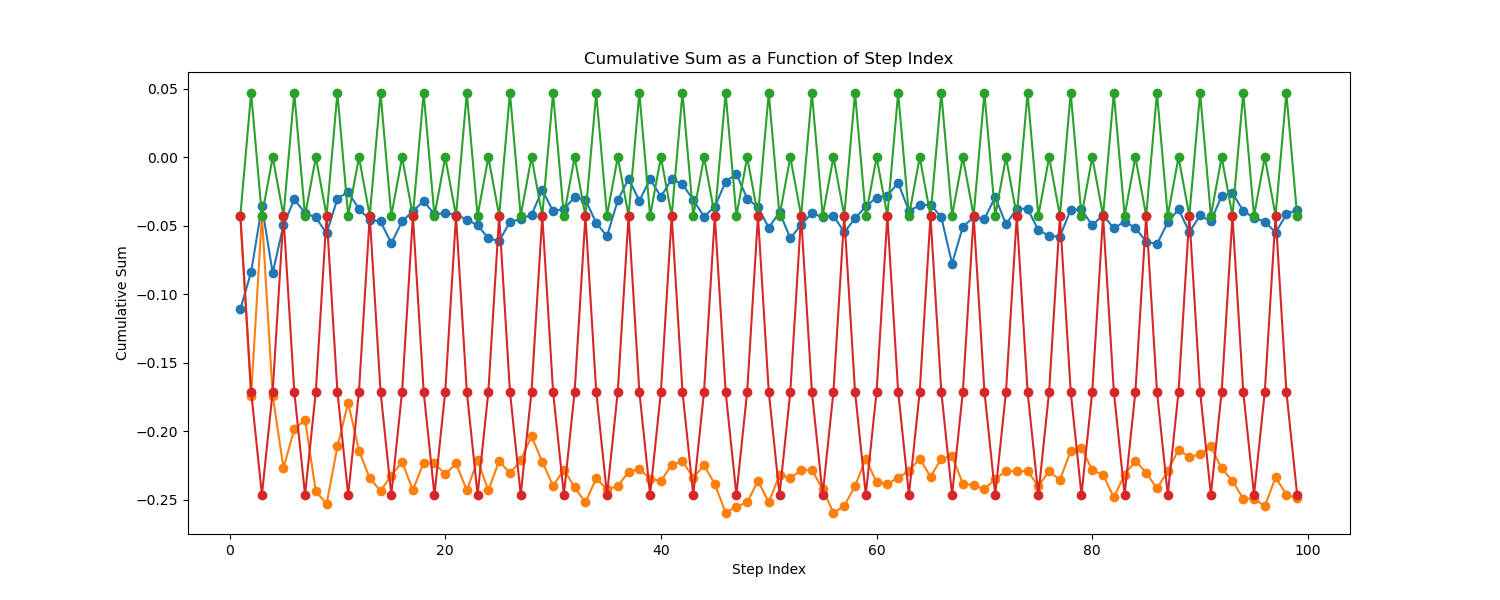 Cumulative Sum as a Function of Step Index
0.05
0.00
−0.05
−0.10
−0.15
−0.20
−0.25
Cumulative Sum
0 20 40 60 80 100
Step Index